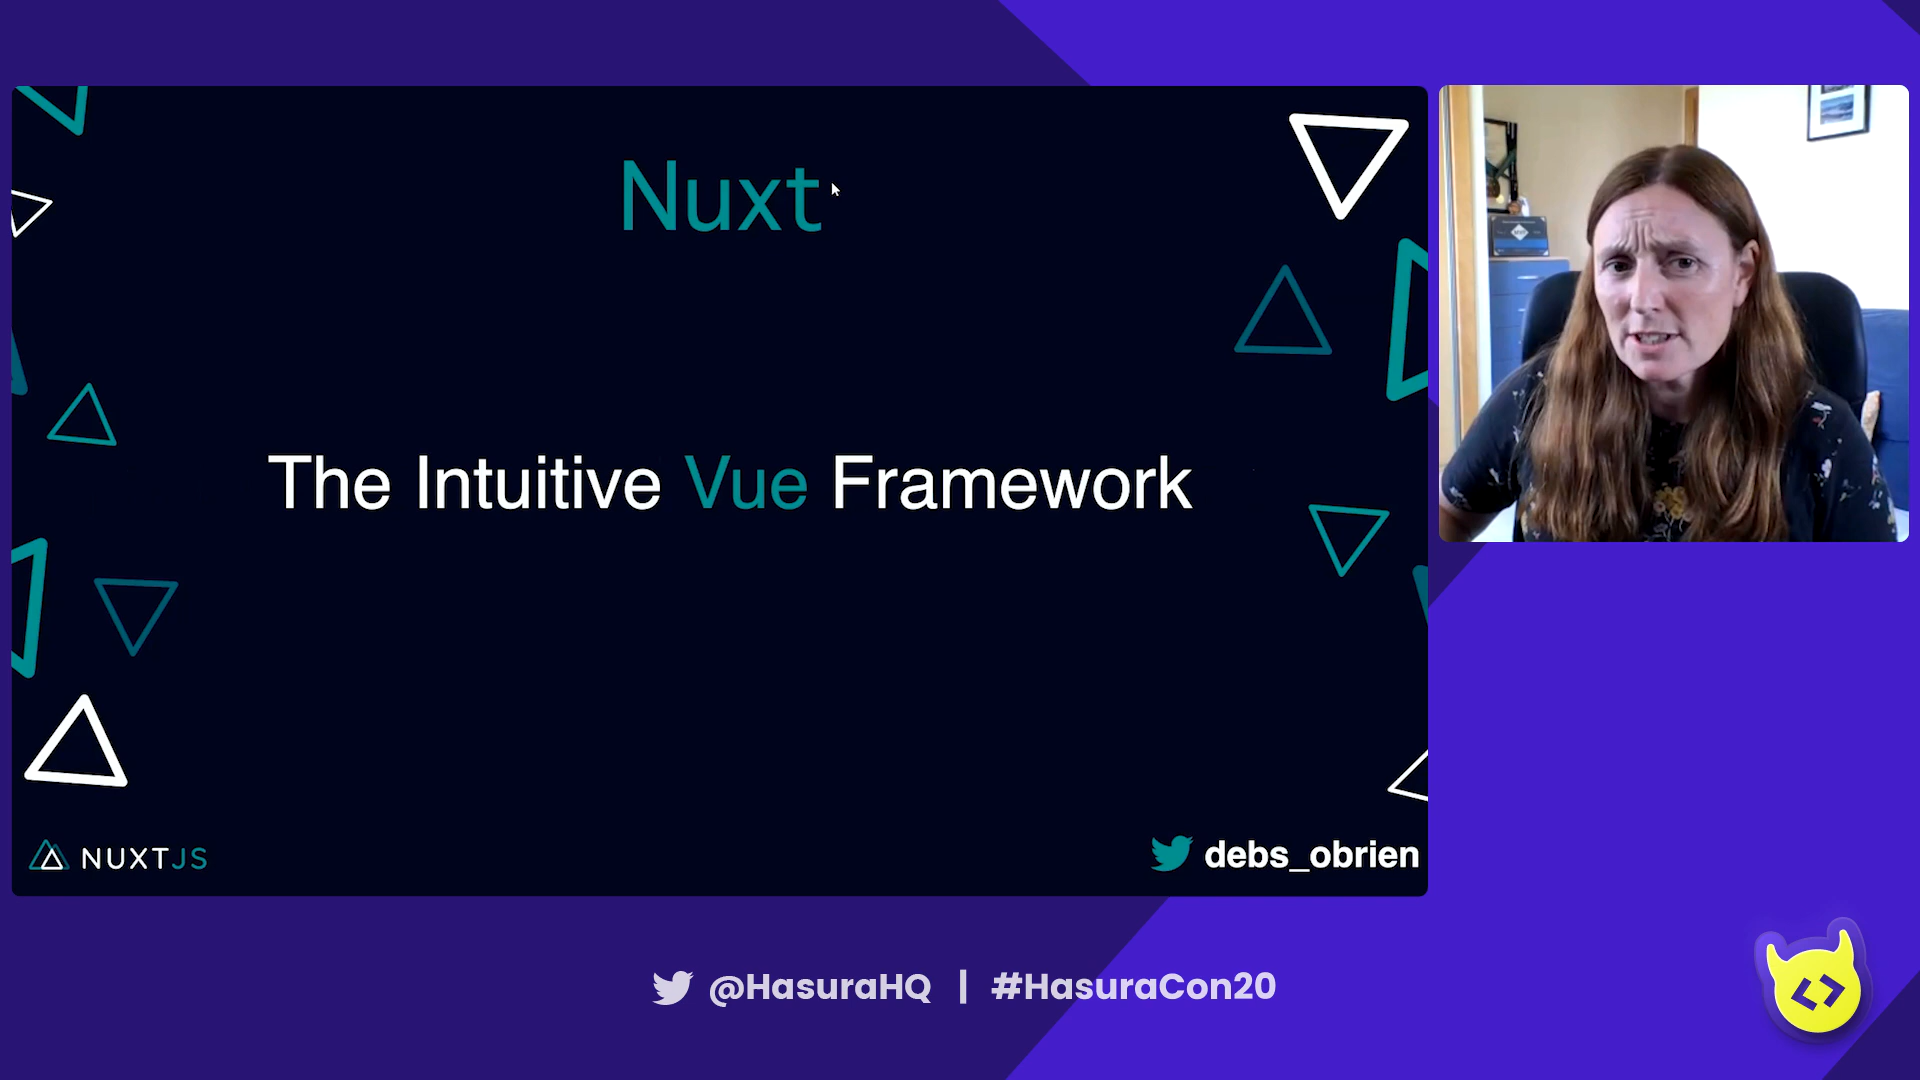 Nuxt
The Intuitive Vue Framework
NUXTJS
debs_obrien
@HasuraHQ | #HasuraCon20